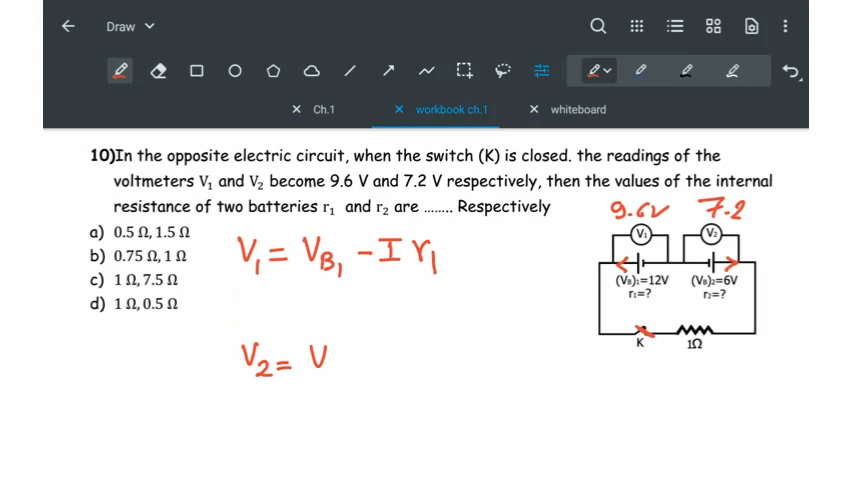 Draw
Ch.1
workbook ch.1
whiteboard
10)In the opposite electric circuit, when the switch (K) is closed. the readings of the
voltmeters V₁ and V₂ become 9.6 V and 7.2 V respectively, then the values of the internal
resistance of two batteries r₁ and r₂ are ........ Respectively
a) 0.5 Ω, 1.5 Ω
b) 0.75 Ω, 1 Ω
c) 1 Ω, 7.5 Ω
d) 1 Ω, 0.5 Ω
9.6V 7.2
V₁ V₂
(VB)₁=12V (VB)₂=6V
r₁=? r₂=?
K 1Ω
V₁ = VB₁ - I r₁
V₂ = V